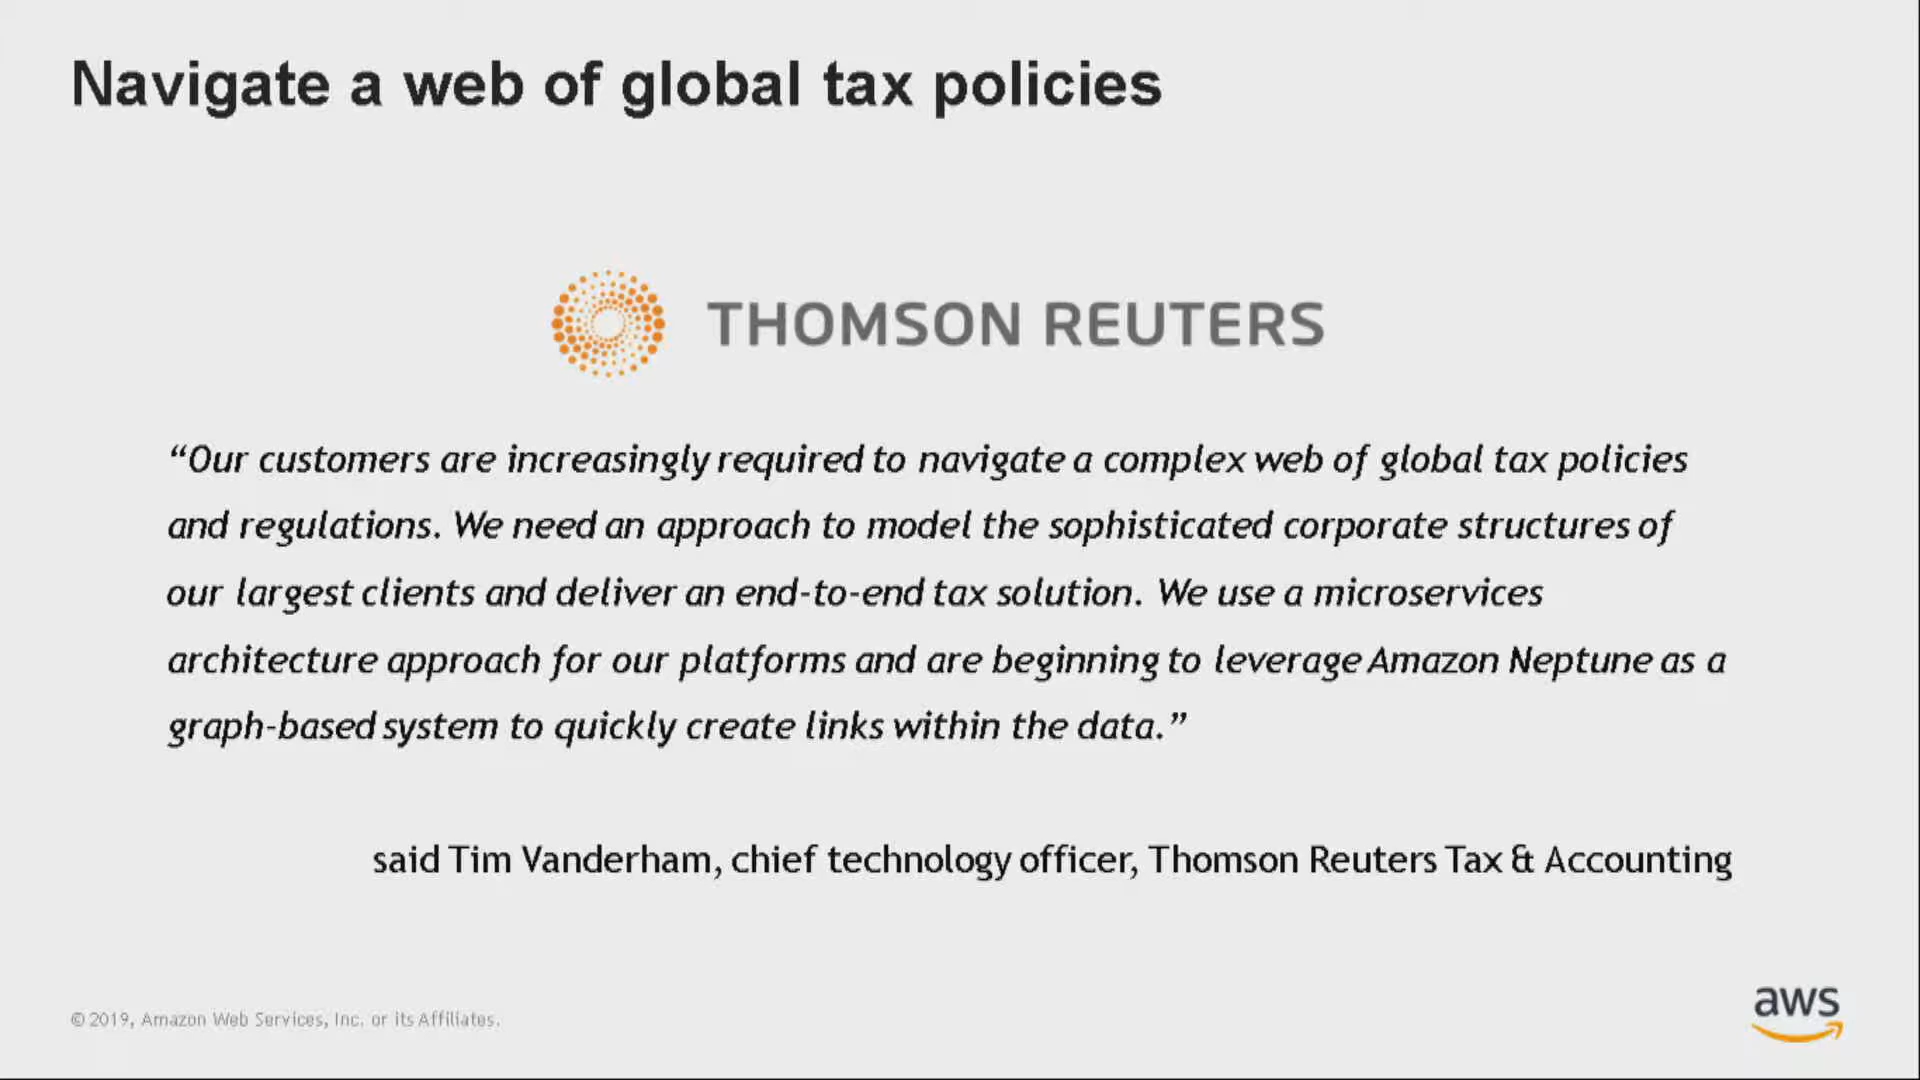 Navigate a web of global tax policies
THOMSON REUTERS
“Our customers are increasingly required to navigate a complex web of global tax policies
and regulations. We need an approach to model the sophisticated corporate structures of
our largest clients and deliver an end-to-end tax solution. We use a microservices
architecture approach for our platforms and are beginning to leverage Amazon Neptune as a
graph-based system to quickly create links within the data.”
said Tim Vanderham, chief technology officer, Thomson Reuters Tax & Accounting
© 2019, Amazon Web Services, Inc. or its Affiliates.
aws